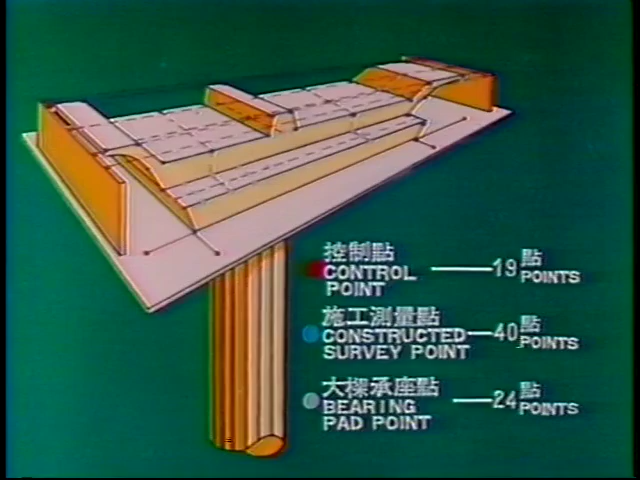 控制點
CONTROL
POINT
19
點
POINTS
施工測量點
CONSTRUCTED
SURVEY POINT
40
點
POINTS
大樑承座點
BEARING
PAD POINT
24
點
POINTS